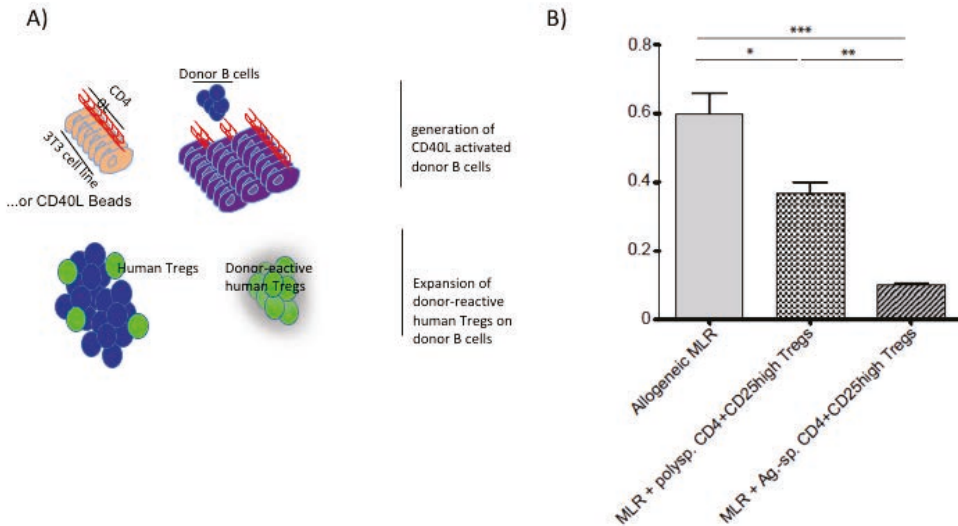 A)
Donor B cells
CD4
0L
3T3 cell line
...or CD40L Beads
generation of
CD40L activated
donor B cells
Human Tregs
Donor-eactive
human Tregs
Expansion of
donor-reactive
human Tregs on
donor B cells
B)
***
*
**
0.8
0.6
0.4
0.2
0
Allogeneic MLR
MLR + polysp. CD4+CD25high Tregs
MLR + Ag.-sp. CD4+CD25high Tregs